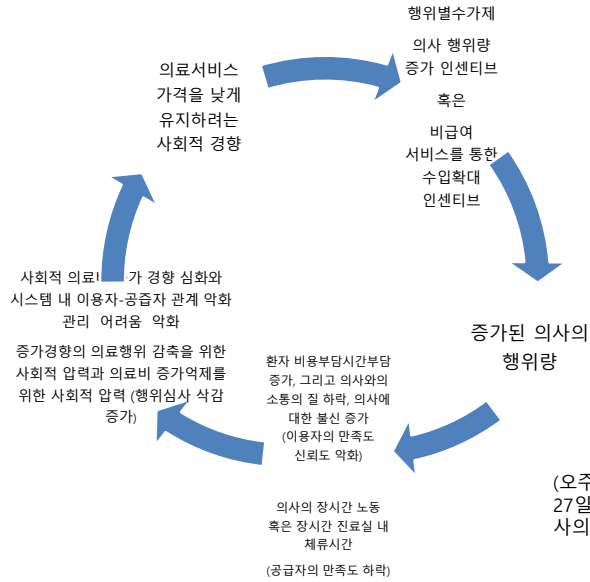 행위별수가제
의사 행위량
증가 인센티브
혹은
비급여
서비스를 통한
수입확대
인센티브
의료서비스
가격을 낮게
유지하려는
사회적 경향
증가된 의사의
행위량
환자 비용부담시간부담
증가, 그리고 의사와의
소통의 질 하락, 의사에
대한 불신 증가
(이용자의 만족도
신뢰도 악화)
의사의 장시간 노동
혹은 장시간 진료실 내
체류시간
(공급자의 만족도 하락)
사회적 가 경향 심화와
시스템 내 이용자-공급자 관계 악화
관리 어려움 악화
증가경향의 의료행위 감축을 위한
사회적 압력과 의료비 증가억제를
위한 사회적 압력 (행위심사 삭감
증가)
(오주
27일
사의